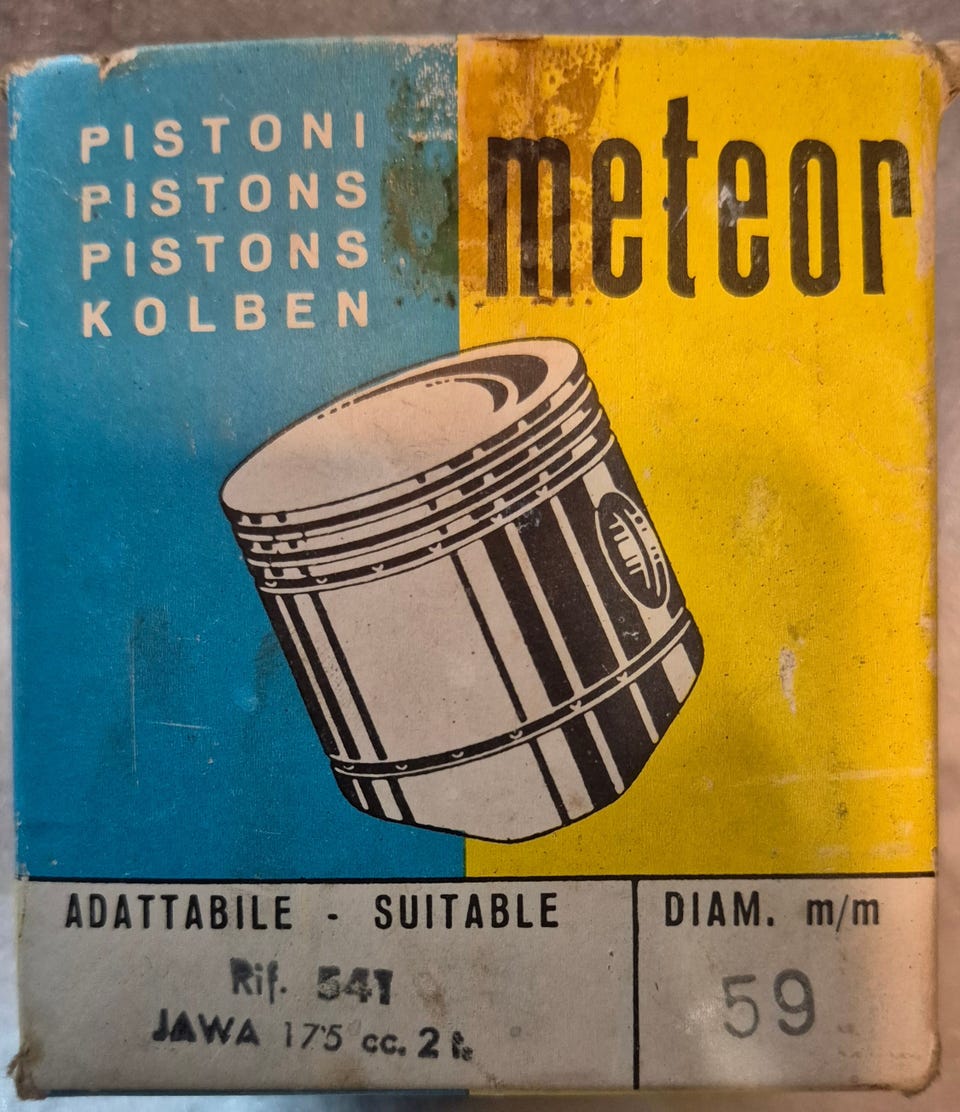 PISTONI
PISTONS
PISTONS
KOLBEN
meteor
ADATTABILE - SUITABLE
DIAM. m/m
Rif. 541
JAWA 175 cc. 2 t.
59